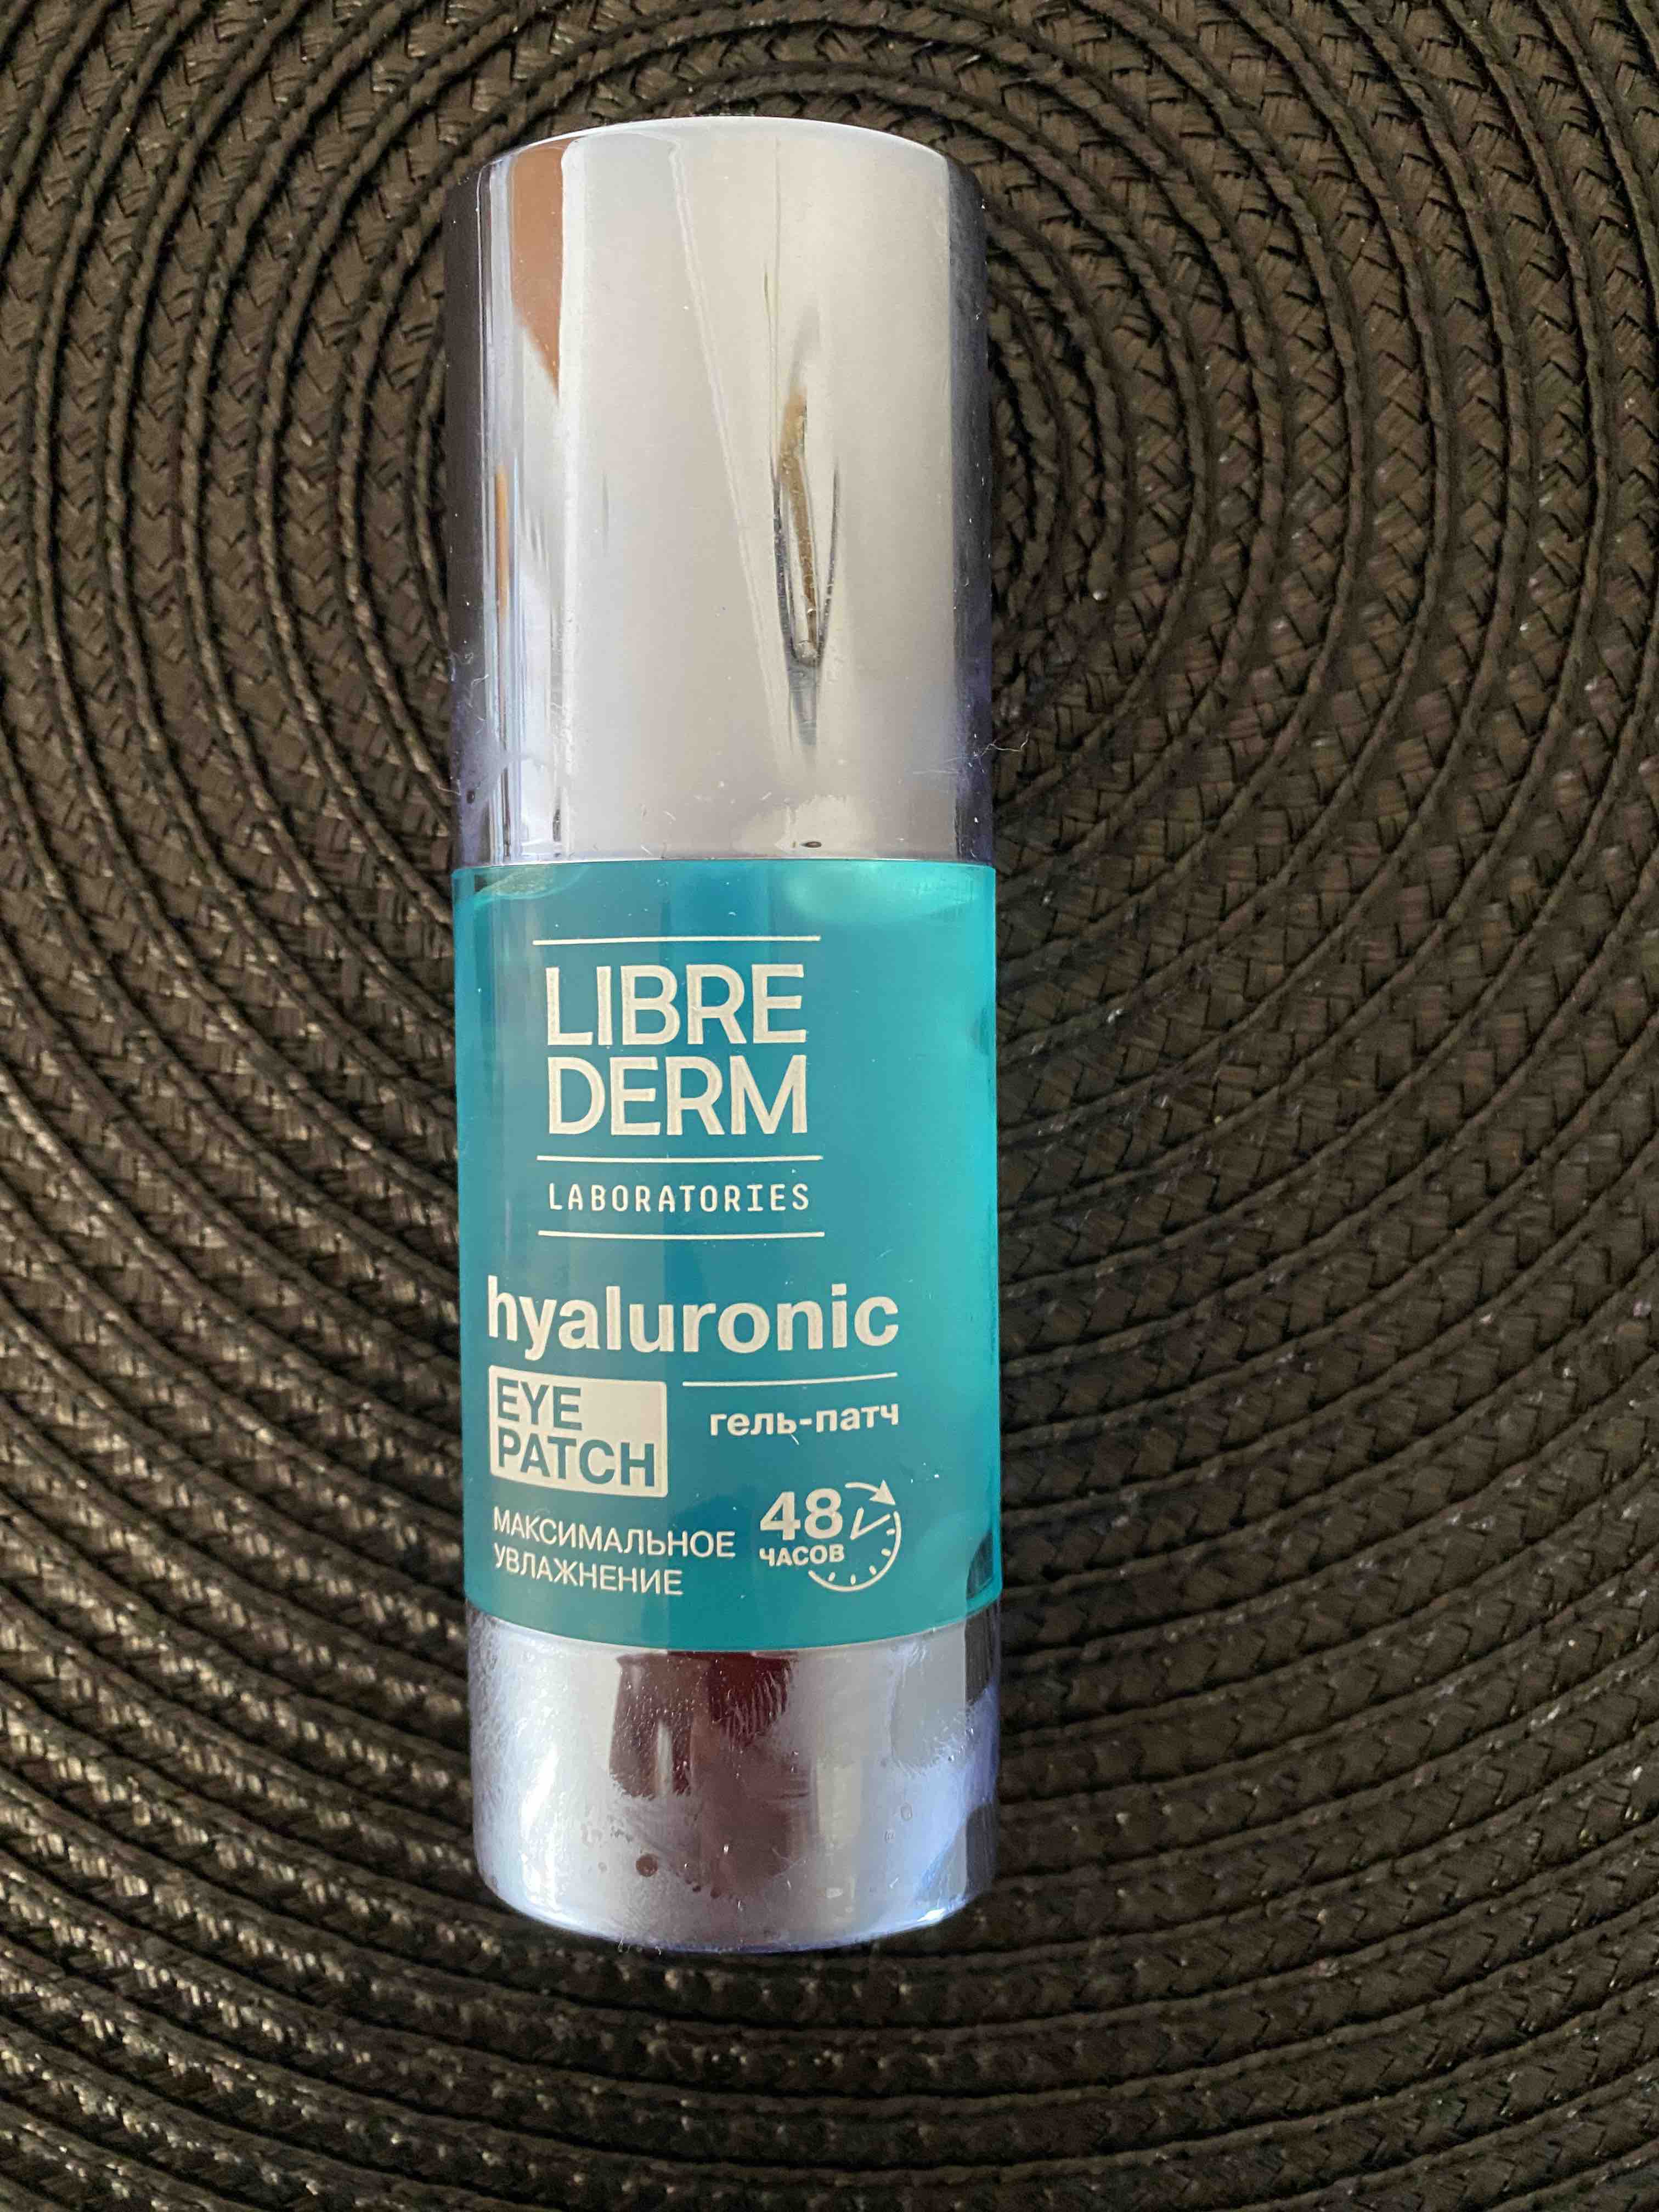 LIBRE
DERM
LABORATORIES
hyaluronic
EYE
PATCH
гель-патч
МАКСИМАЛЬНОЕ
УВЛАЖНЕНИЕ
48
ЧАСОВ